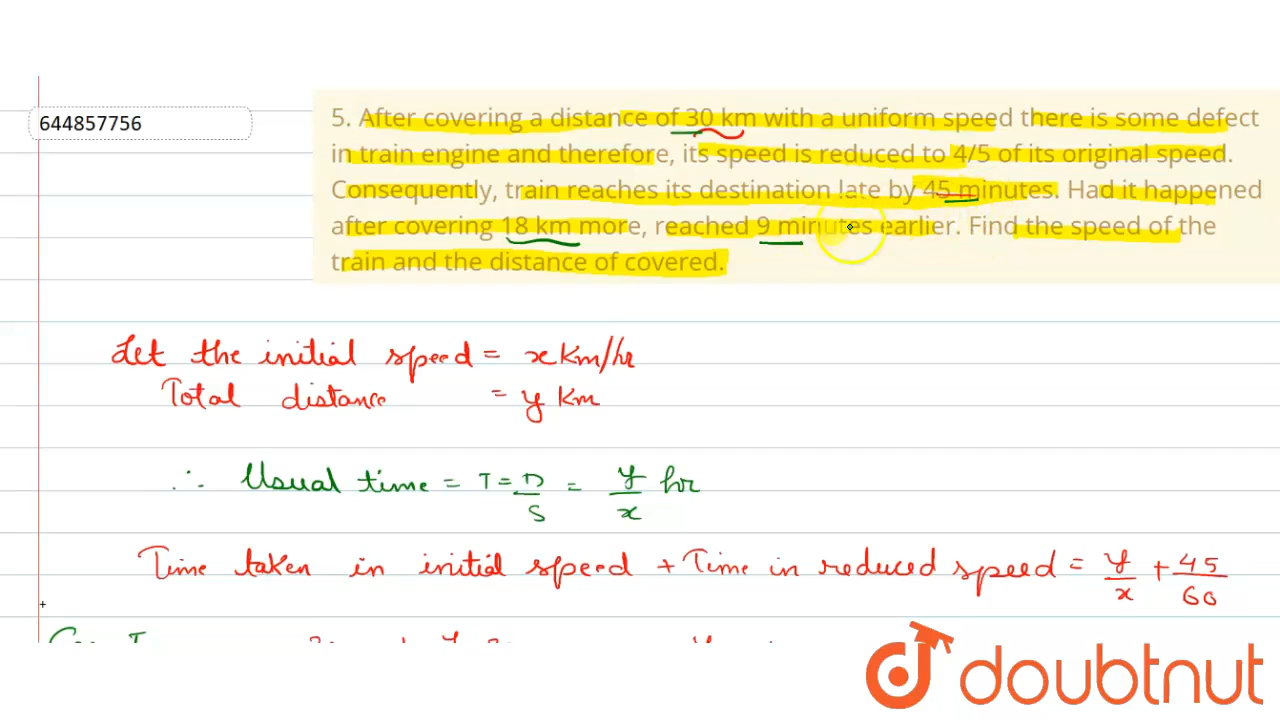 644857756
5. After covering a distance of 30 km with a uniform speed there is some defect
in train engine and therefore, its speed is reduced to 4/5 of its original speed.
Consequently, train reaches its destination late by 45 minutes. Had it happened
after covering 18 km more, reached 9 minutes earlier. Find the speed of the
train and the distance of covered.
Let the initial speed = x Km/hr
Total distance = y Km
∴ Usual time = T = D/S = y/x hr
Time taken in initial speed + Time in reduced speed = y/x + 45/60
doubtnut